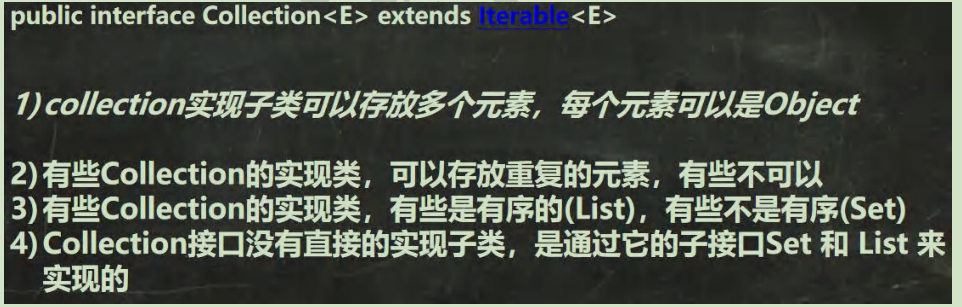 public interface Collection<E> extends Iterable<E>
1)collection实现子类可以存放多个元素，每个元素可以是Object
2)有些Collection的实现类，可以存放重复的元素，有些不可以
3)有些Collection的实现类，有些是有序的(List)，有些不是有序(Set)
4)Collection接口没有直接的实现子类，是通过它的子接口Set 和 List 来
实现的